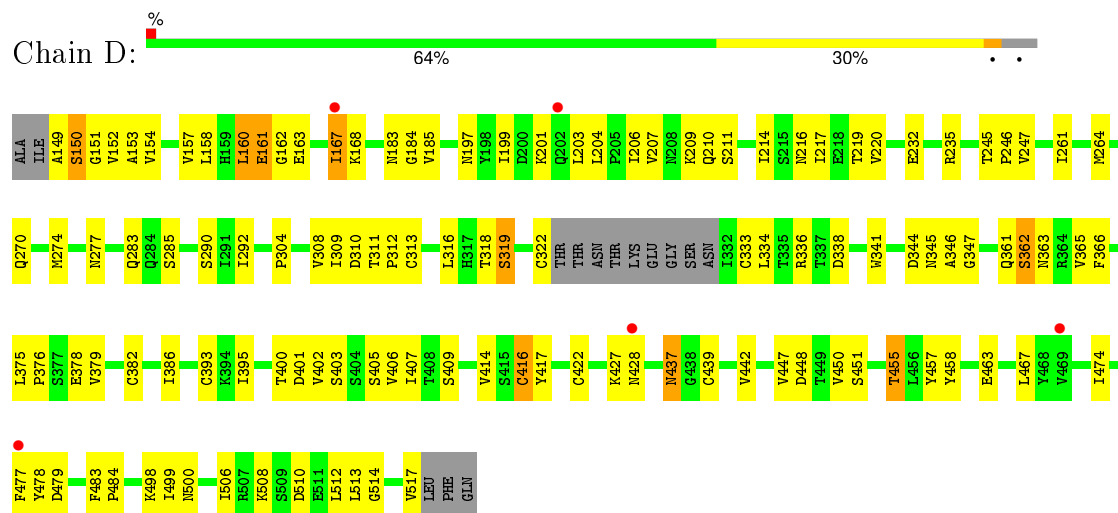 %
Chain D:
64% 30% • •
ALA ILE A149 S150 G151 V152 A153 V154 V157 L158 H159 L160 E161 G162 E163 I167 K168 N183 G184 V185 N197 Y198 I199 D200 K201 Q202 L203 L204 P205 I206 V207 N208 K209 Q210 S211 I214 S215 N216 I217 E218 T219 V220 E232 R235 T245 P246 V247 I261 M264
Q270 M274 N277 Q283 Q284 S285 S290 I291 I292 P304 V308 I309 D310 T311 P312 C313 L316 H317 T318 S319 C322 THR THR ASN THR LYS GLU GLY SER ASN I332 C333 L334 T335 R336 T337 D338 W341 D344 N345 A346 G347 Q361 S362 N363 R364 V365 F366
L375 P376 S377 E378 V379 C382 I386 C393 K394 I395 T400 D401 V402 S403 S404 S405 V406 I407 T408 S409 V414 S415 C416 Y417 C422 K427 N428 N437 G438 C439 V442 V447 D448 T449 V450 S451 T455 L456 Y457 Y458 E463 L467 Y468 V469 I474
F477 Y478 D479 F483 P484 K498 I499 N500 I506 R507 K508 S509 D510 E511 L512 L513 G514 V517 LEU PHE GLN